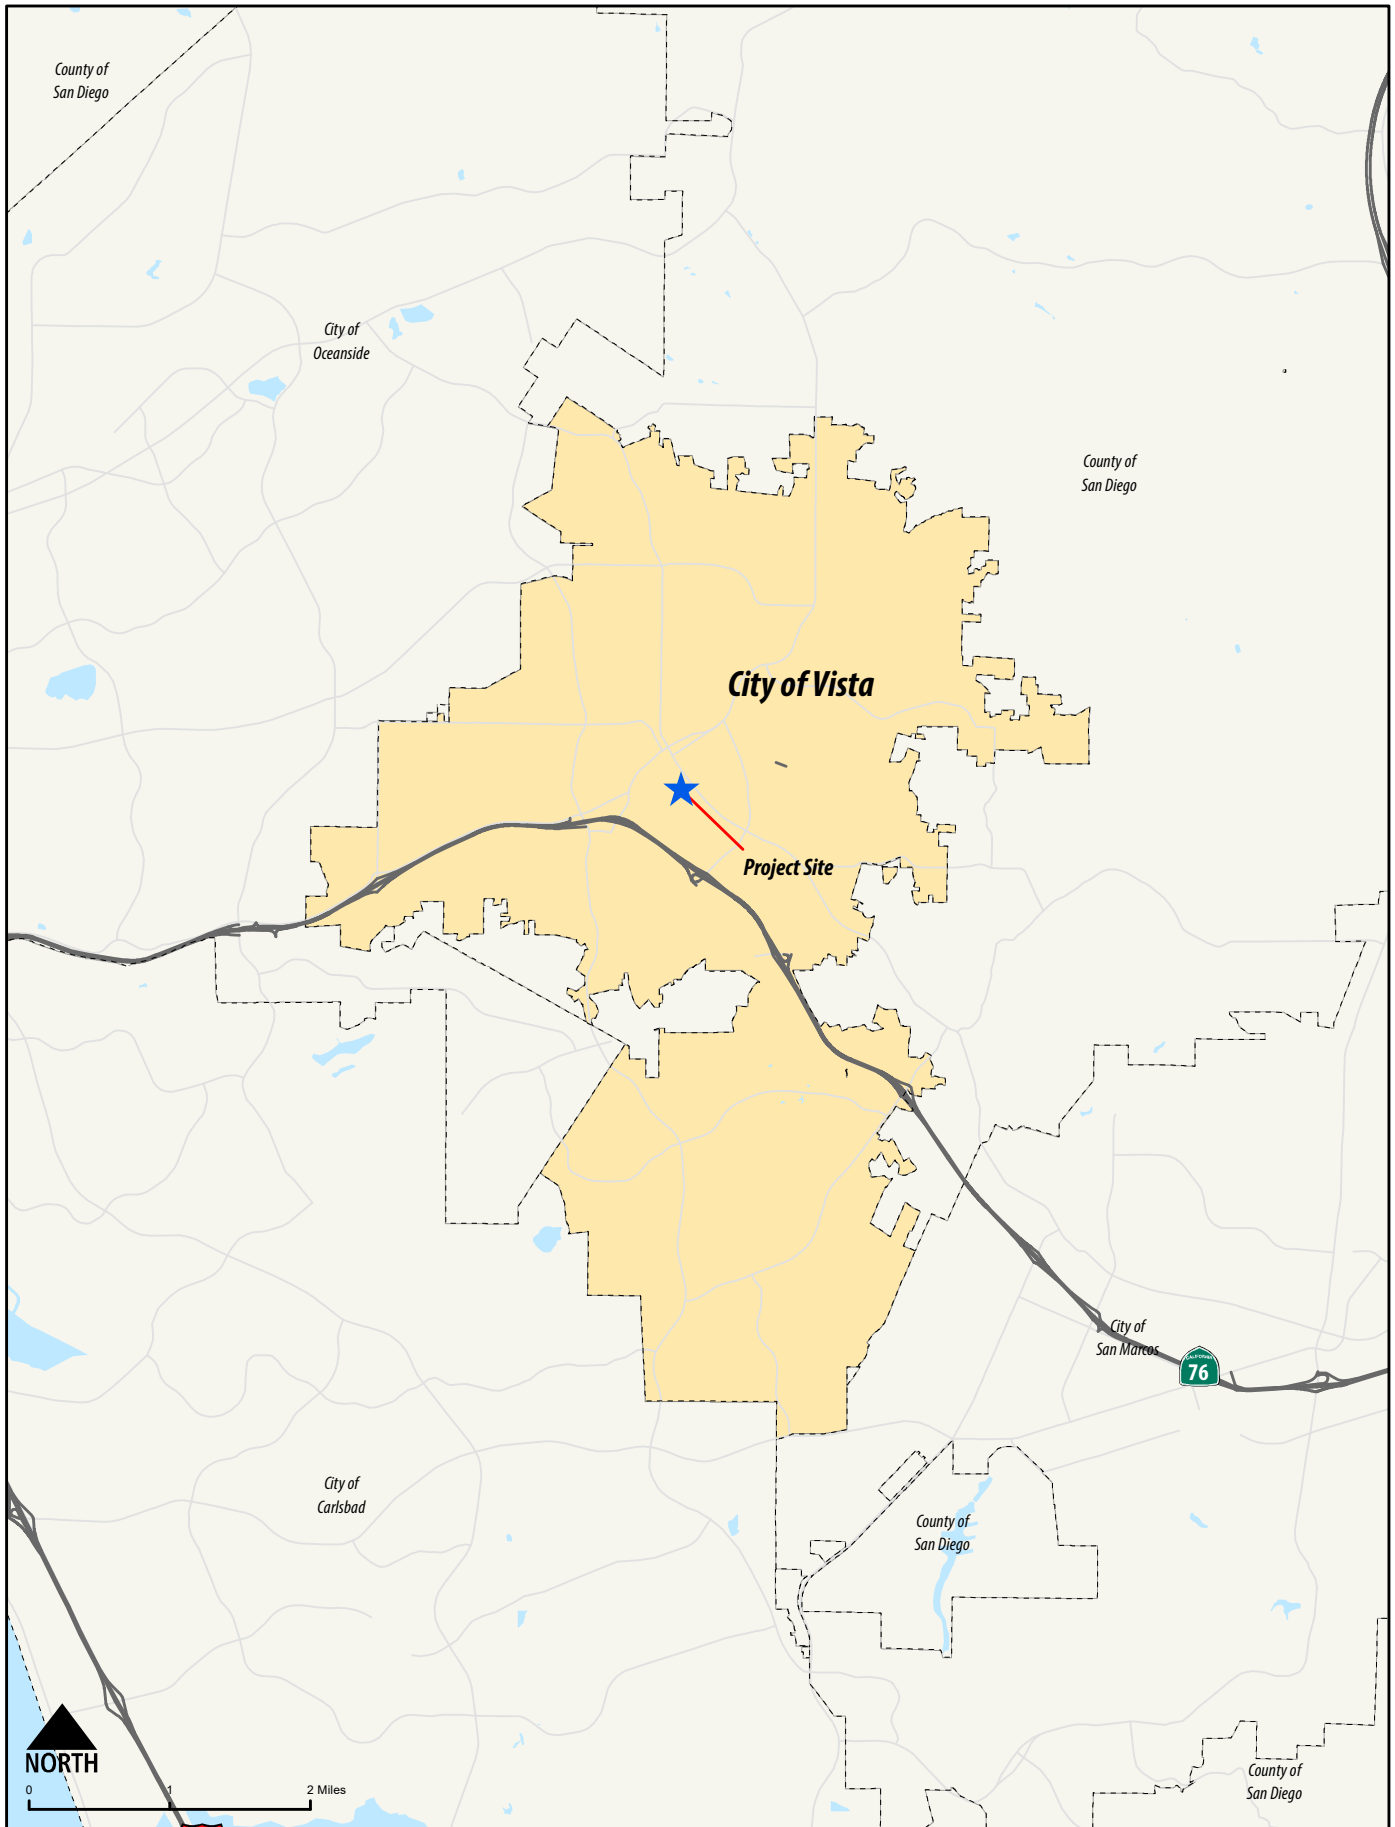 County of
San Diego
City of
Oceanside
County of
San Diego
City of Vista
Project Site
City of
San Marcos
CALIFORNIA
76
City of
Carlsbad
County of
San Diego
NORTH
0 1 2 Miles
County of
San Diego